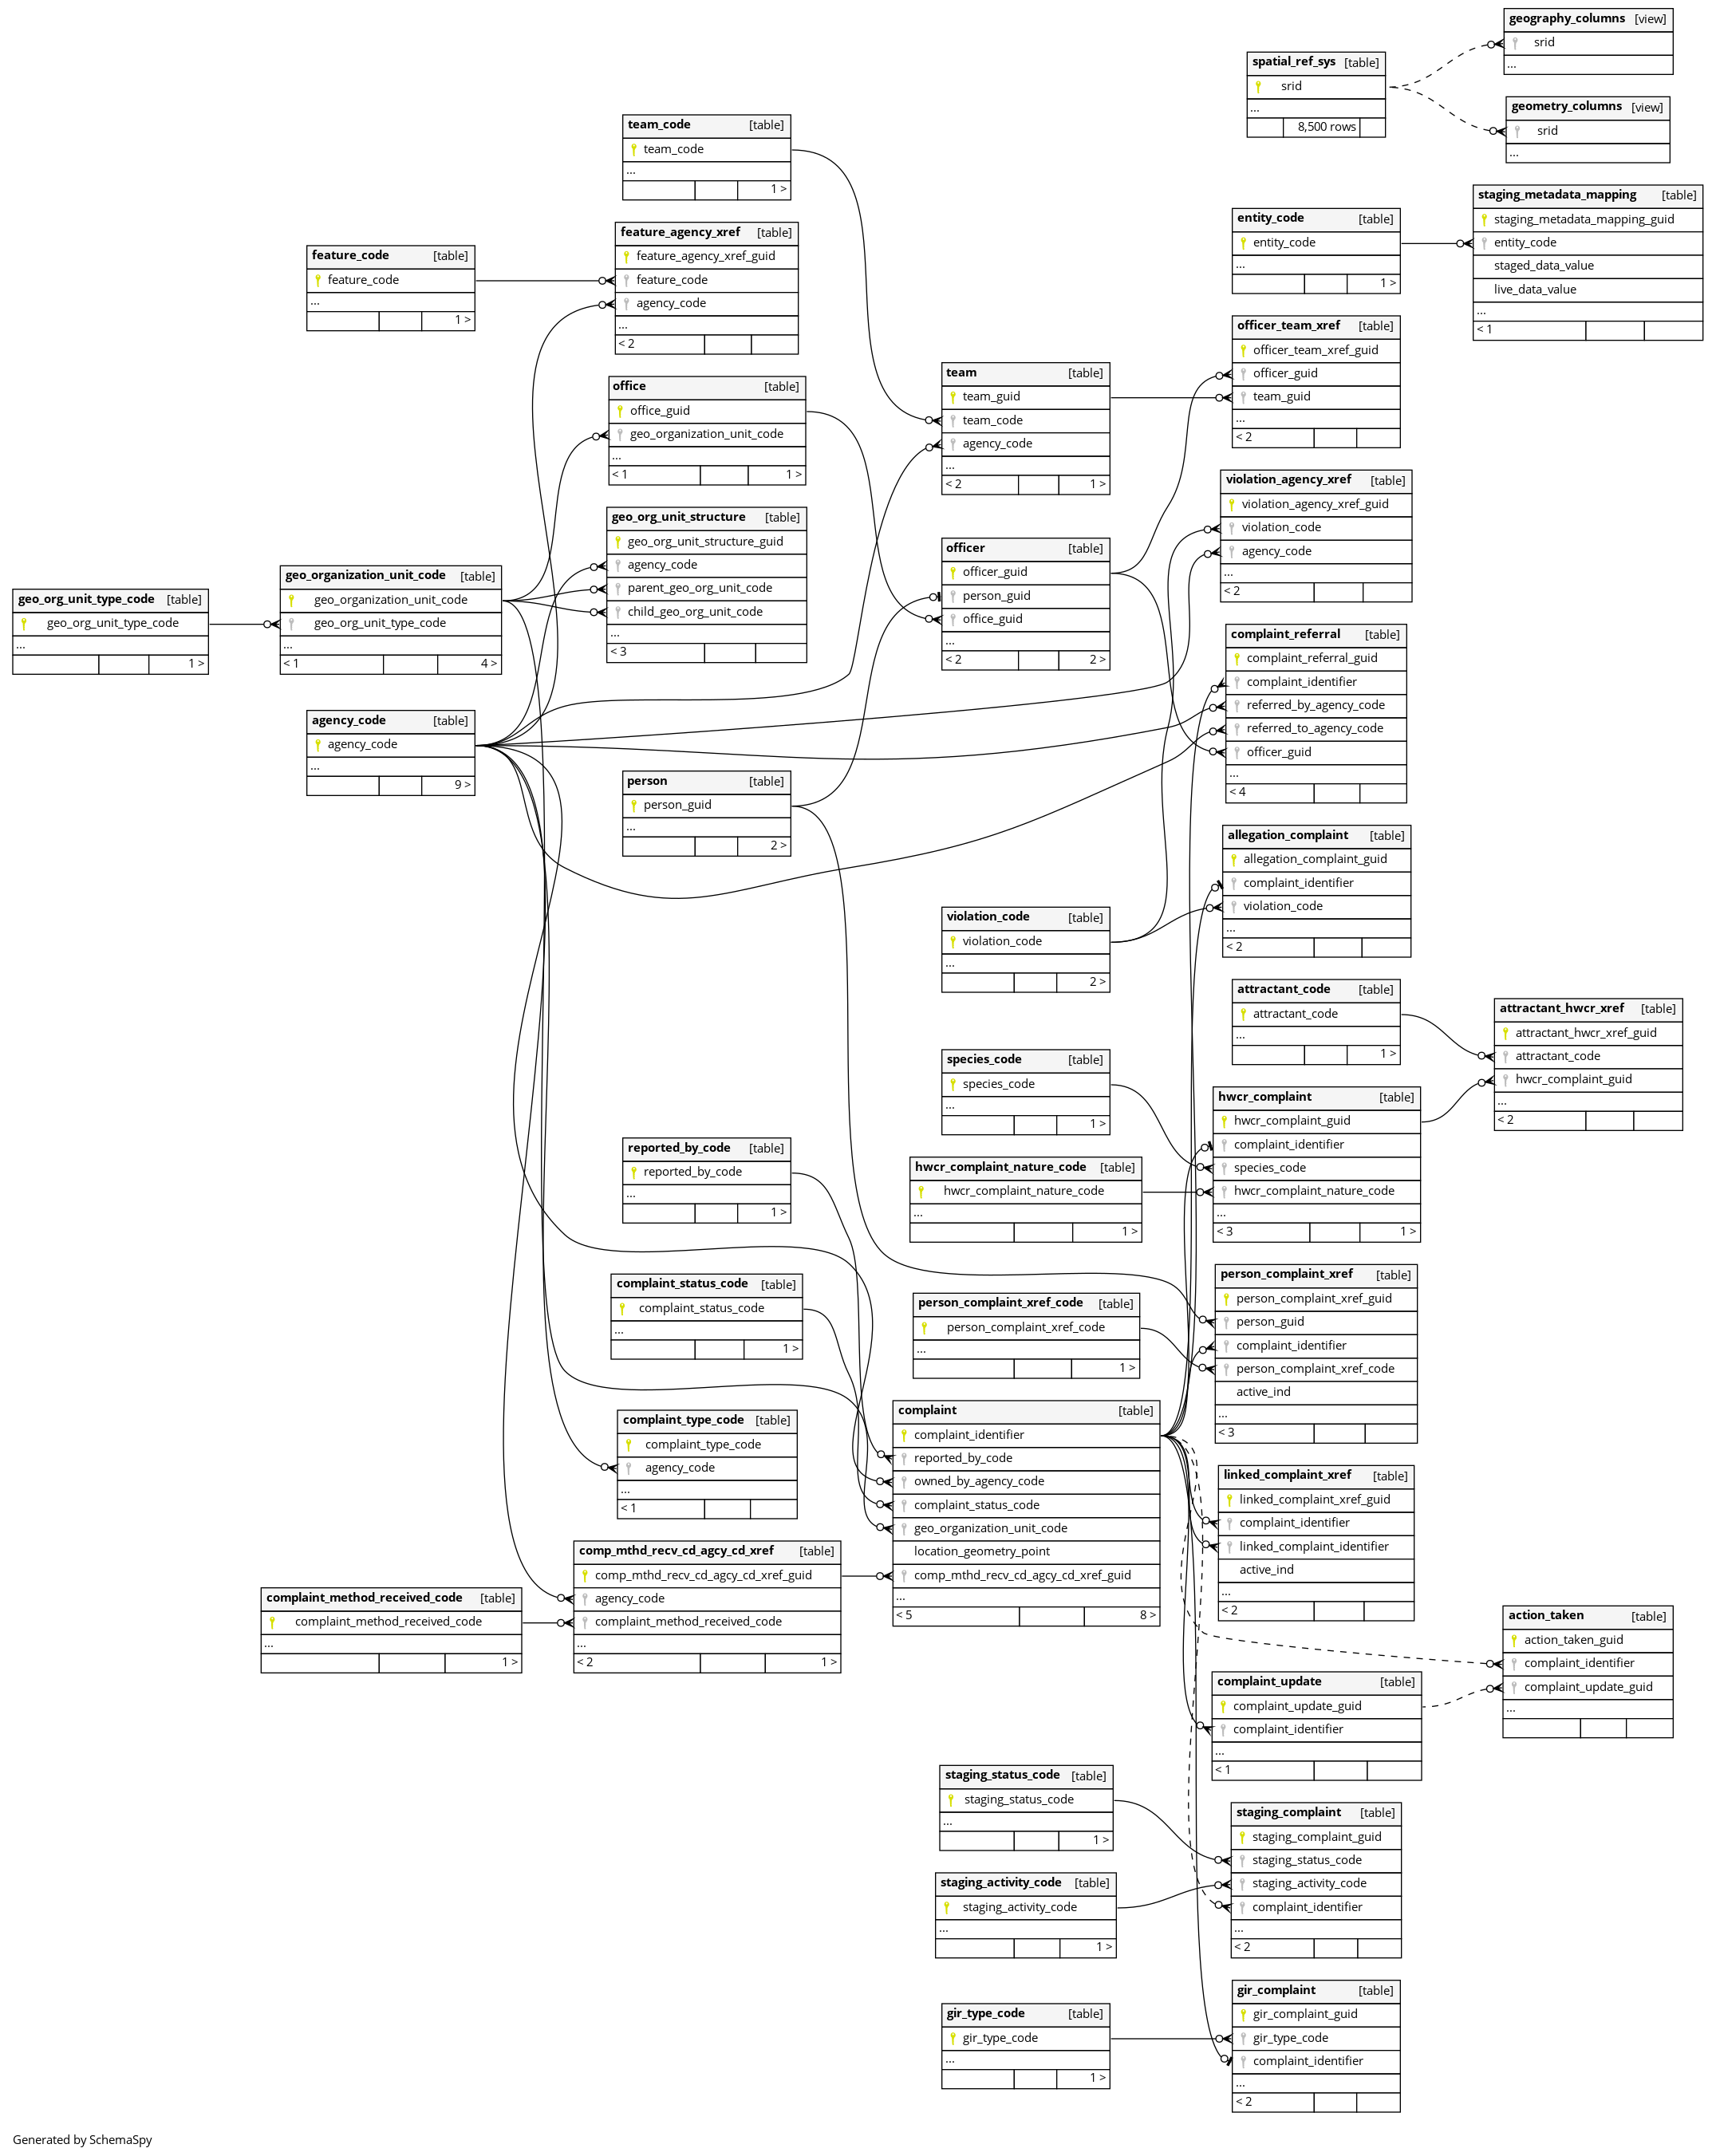 geography_columns [view]
srid
...
spatial_ref_sys [table]
srid
...
8,500 rows
geometry_columns [view]
srid
...
team_code [table]
team_code
...
1 >
staging_metadata_mapping [table]
staging_metadata_mapping_guid
entity_code
staged_data_value
live_data_value
...
< 1
entity_code [table]
entity_code
...
1 >
feature_agency_xref [table]
feature_agency_xref_guid
feature_code
agency_code
...
< 2
feature_code [table]
feature_code
...
1 >
officer_team_xref [table]
officer_team_xref_guid
officer_guid
team_guid
...
< 2
team [table]
team_guid
team_code
agency_code
...
< 2 1 >
office [table]
office_guid
geo_organization_unit_code
...
< 1 1 >
violation_agency_xref [table]
violation_agency_xref_guid
violation_code
agency_code
...
< 2
geo_org_unit_structure [table]
geo_org_unit_structure_guid
agency_code
parent_geo_org_unit_code
child_geo_org_unit_code
...
< 3
officer [table]
officer_guid
person_guid
office_guid
...
< 2 2 >
geo_organization_unit_code [table]
geo_organization_unit_code
geo_org_unit_type_code
...
< 1 4 >
geo_org_unit_type_code [table]
geo_org_unit_type_code
...
1 >
complaint_referral [table]
complaint_referral_guid
complaint_identifier
referred_by_agency_code
referred_to_agency_code
officer_guid
...
< 4
agency_code [table]
agency_code
...
9 >
person [table]
person_guid
...
2 >
allegation_complaint [table]
allegation_complaint_guid
complaint_identifier
violation_code
...
< 2
violation_code [table]
violation_code
...
2 >
attractant_code [table]
attractant_code
...
1 >
attractant_hwcr_xref [table]
attractant_hwcr_xref_guid
attractant_code
hwcr_complaint_guid
...
< 2
species_code [table]
species_code
...
1 >
hwcr_complaint [table]
hwcr_complaint_guid
complaint_identifier
species_code
hwcr_complaint_nature_code
...
< 3 1 >
reported_by_code [table]
reported_by_code
...
1 >
hwcr_complaint_nature_code [table]
hwcr_complaint_nature_code
...
1 >
person_complaint_xref [table]
person_complaint_xref_guid
person_guid
complaint_identifier
person_complaint_xref_code
active_ind
...
< 3
complaint_status_code [table]
complaint_status_code
...
1 >
person_complaint_xref_code [table]
person_complaint_xref_code
...
1 >
complaint [table]
complaint_identifier
reported_by_code
owned_by_agency_code
complaint_status_code
geo_organization_unit_code
location_geometry_point
comp_mthd_recv_cd_agcy_cd_xref_guid
...
< 5 8 >
complaint_type_code [table]
complaint_type_code
agency_code
...
< 1
linked_complaint_xref [table]
linked_complaint_xref_guid
complaint_identifier
linked_complaint_identifier
active_ind
...
< 2
comp_mthd_recv_cd_agcy_cd_xref [table]
comp_mthd_recv_cd_agcy_cd_xref_guid
agency_code
complaint_method_received_code
...
< 2 1 >
complaint_method_received_code [table]
complaint_method_received_code
...
1 >
action_taken [table]
action_taken_guid
complaint_identifier
complaint_update_guid
...
complaint_update [table]
complaint_update_guid
complaint_identifier
...
< 1
staging_status_code [table]
staging_status_code
...
1 >
staging_complaint [table]
staging_complaint_guid
staging_status_code
staging_activity_code
complaint_identifier
...
< 2
staging_activity_code [table]
staging_activity_code
...
1 >
gir_complaint [table]
gir_complaint_guid
gir_type_code
complaint_identifier
...
< 2
gir_type_code [table]
gir_type_code
...
1 >
Generated by SchemaSpy